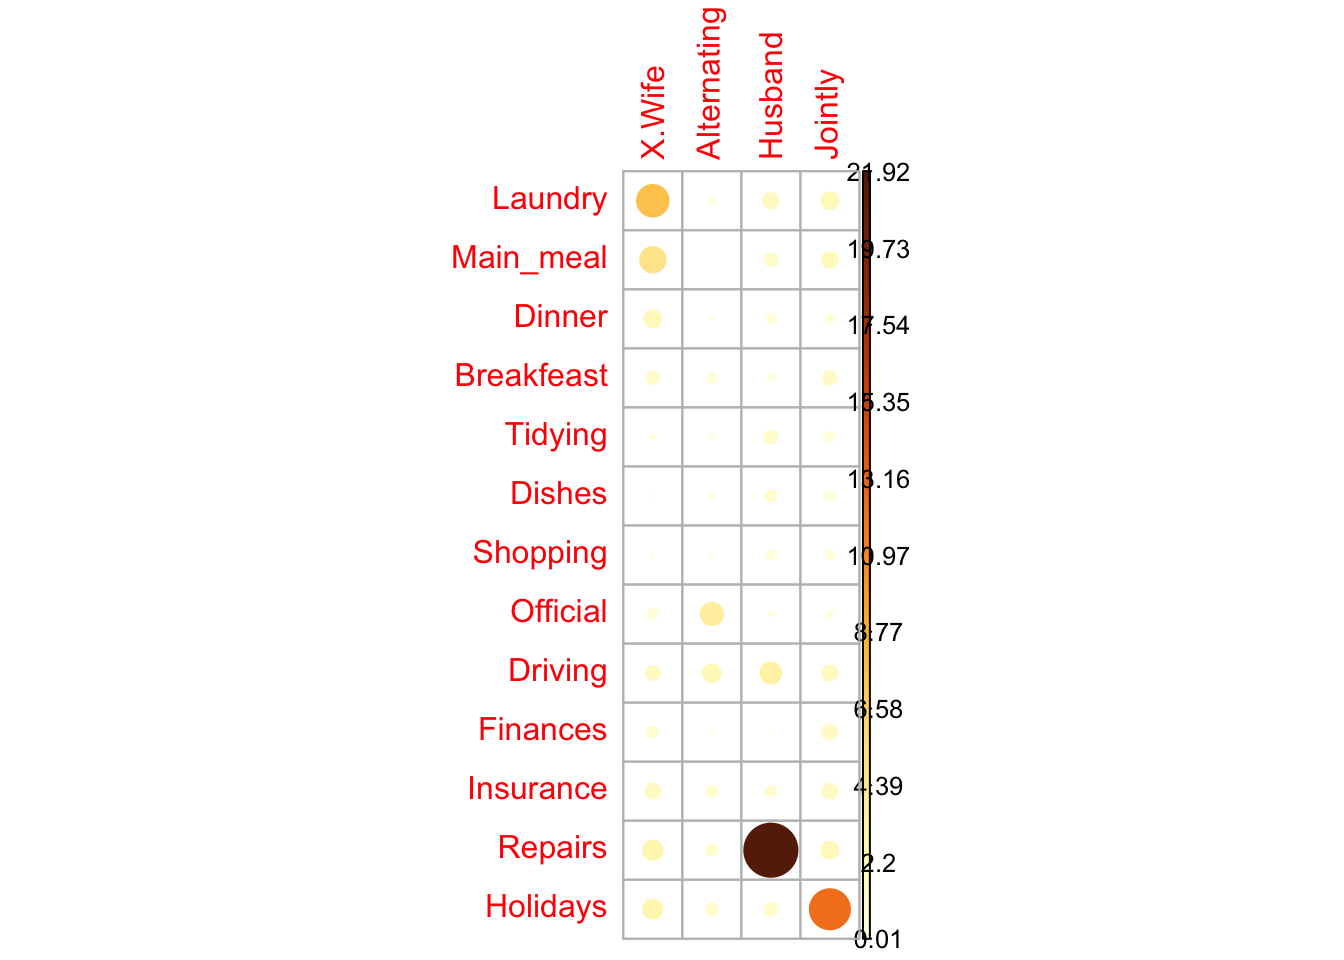 X.Wife
Alternating
Husband
Jointly
Laundry
Main_meal
Dinner
Breakfeast
Tidying
Dishes
Shopping
Official
Driving
Finances
Insurance
Repairs
Holidays
21.92
19.73
17.54
15.35
13.16
10.97
8.77
6.58
4.39
2.2
0.01